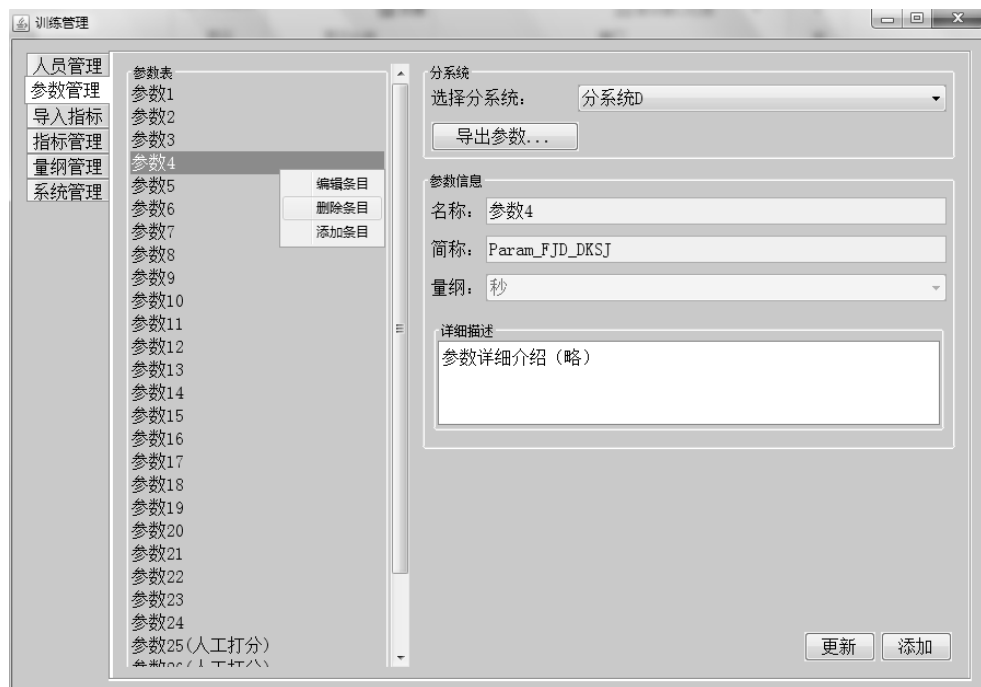 训练管理
人员管理
参数管理
导入指标
指标管理
量纲管理
系统管理
参数表
参数1
参数2
参数3
参数4
参数5
参数6
参数7
参数8
参数9
参数10
参数11
参数12
参数13
参数14
参数15
参数16
参数17
参数18
参数19
参数20
参数21
参数22
参数23
参数24
参数25(人工打分)
参数26(人工打分)
编辑条目
删除条目
添加条目
分系统
选择分系统： 分系统D
导出参数...
参数信息
名称： 参数4
简称： Param_FJD_DKSJ
量纲： 秒
详细描述
参数详细介绍（略）
更新 添加